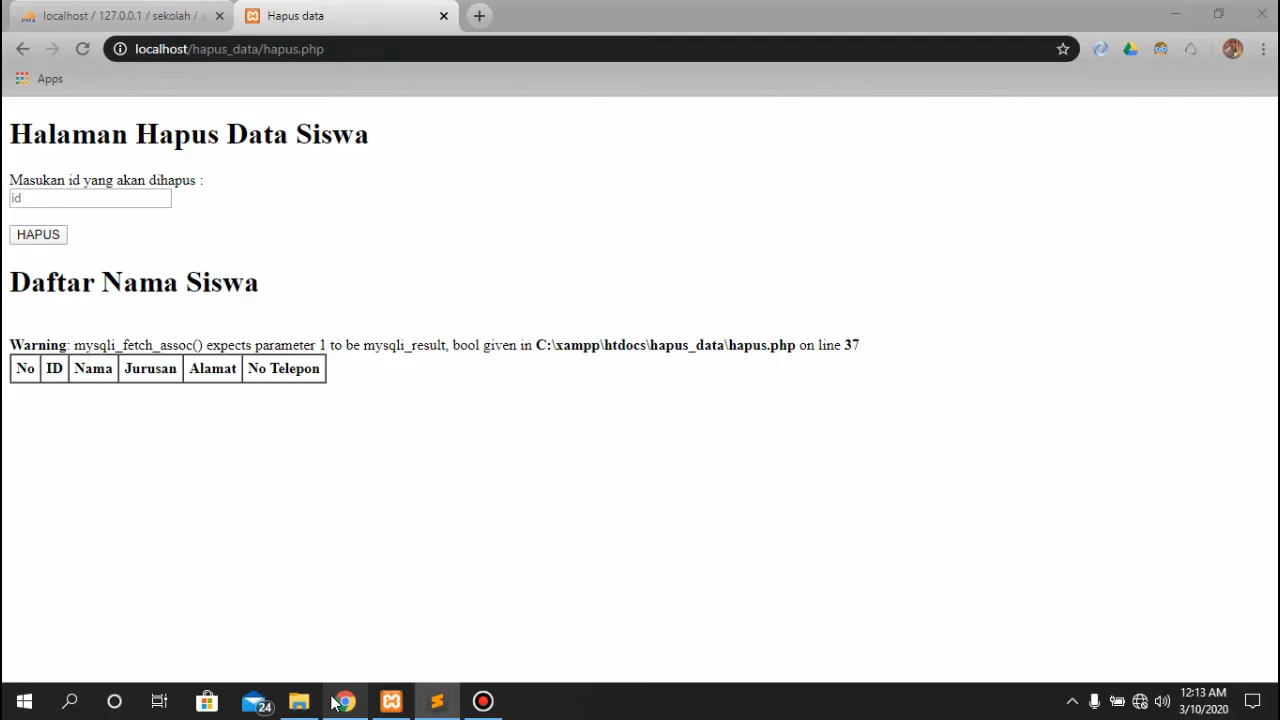 localhost / 127.0.0.1 / sekolah / s
Hapus data
localhost/hapus_data/hapus.php
Apps
Halaman Hapus Data Siswa
Masukan id yang akan dihapus :
id
HAPUS
Daftar Nama Siswa
Warning: mysqli_fetch_assoc() expects parameter 1 to be mysqli_result, bool given in C:\xampp\htdocs\hapus_data\hapus.php on line 37
No ID Nama Jurusan Alamat No Telepon
24
12:13 AM
3/10/2020